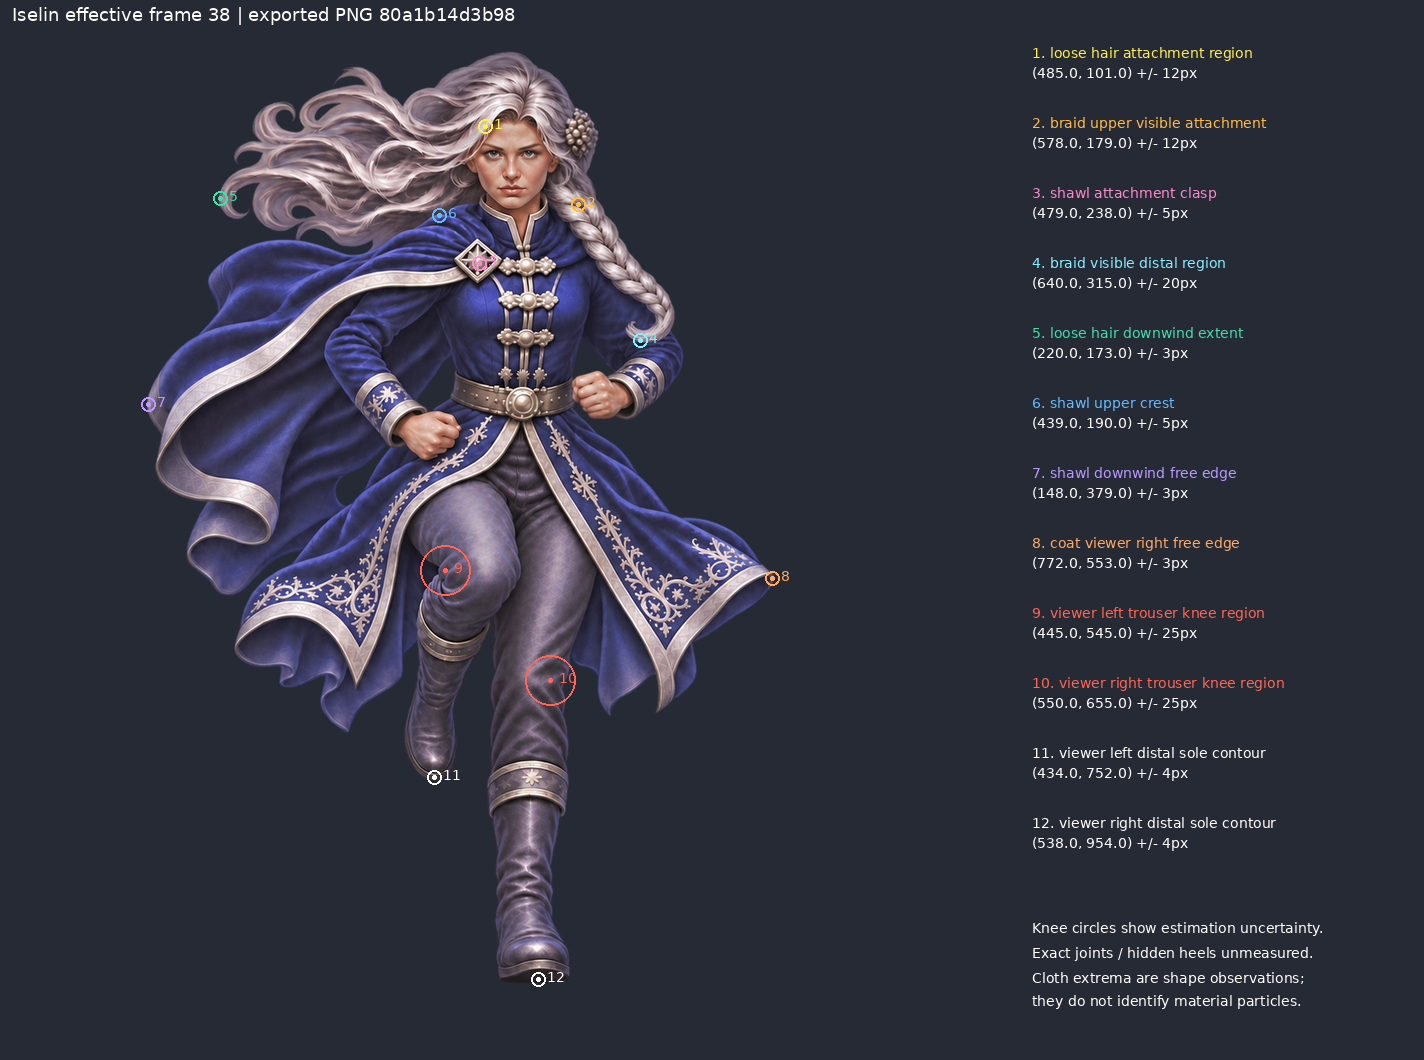 Iselin effective frame 38 | exported PNG 80a1b14d3b98
1. loose hair attachment region
(485.0, 101.0) +/- 12px
2. braid upper visible attachment
(578.0, 179.0) +/- 12px
3. shawl attachment clasp
(479.0, 238.0) +/- 5px
4. braid visible distal region
(640.0, 315.0) +/- 20px
5. loose hair downwind extent
(220.0, 173.0) +/- 3px
6. shawl upper crest
(439.0, 190.0) +/- 5px
7. shawl downwind free edge
(148.0, 379.0) +/- 3px
8. coat viewer right free edge
(772.0, 553.0) +/- 3px
9. viewer left trouser knee region
(445.0, 545.0) +/- 25px
10. viewer right trouser knee region
(550.0, 655.0) +/- 25px
11. viewer left distal sole contour
(434.0, 752.0) +/- 4px
12. viewer right distal sole contour
(538.0, 954.0) +/- 4px
Knee circles show estimation uncertainty.
Exact joints / hidden heels unmeasured.
Cloth extrema are shape observations;
they do not identify material particles.
1
2
3
4
5
6
7
8
9
10
11
12